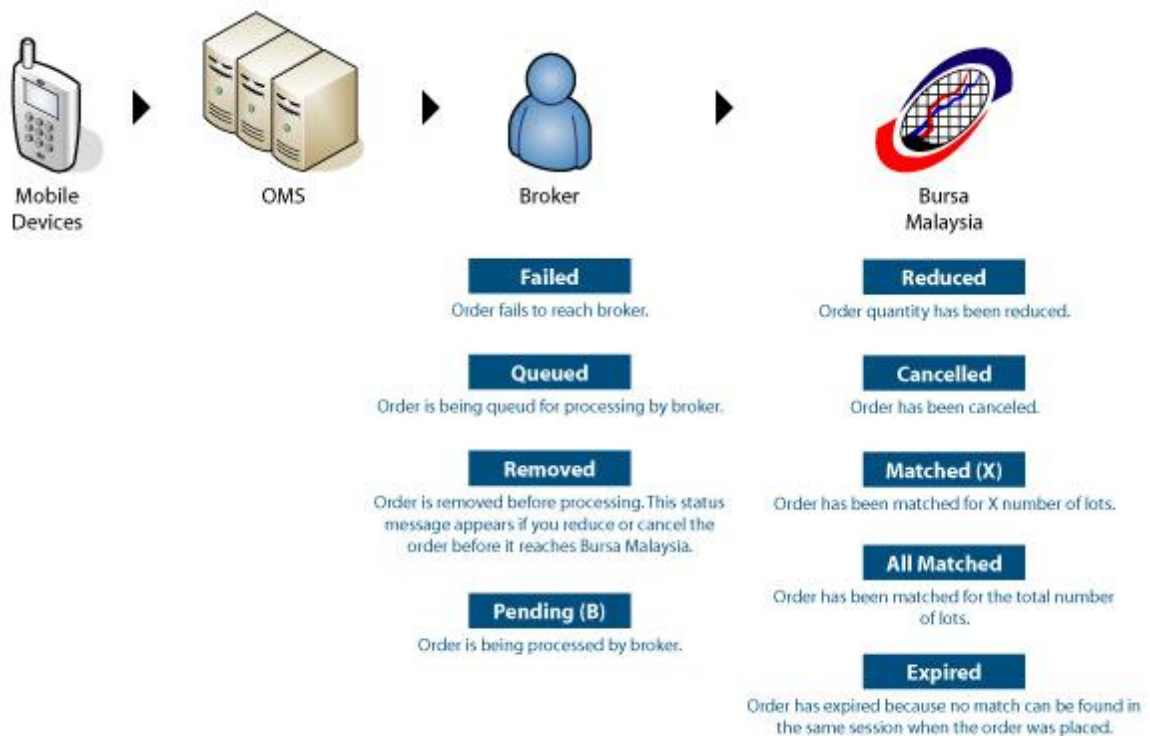 Mobile
Devices
OMS
Broker
Bursa
Malaysia
Failed
Order fails to reach broker.
Queued
Order is being queud for processing by broker.
Removed
Order is removed before processing. This status
message appears if you reduce or cancel the
order before it reaches Bursa Malaysia.
Pending (B)
Order is being processed by broker.
Reduced
Order quantity has been reduced.
Cancelled
Order has been canceled.
Matched (X)
Order has been matched for X number of lots.
All Matched
Order has been matched for the total number
of lots.
Expired
Order has expired because no match can be found in
the same session when the order was placed.